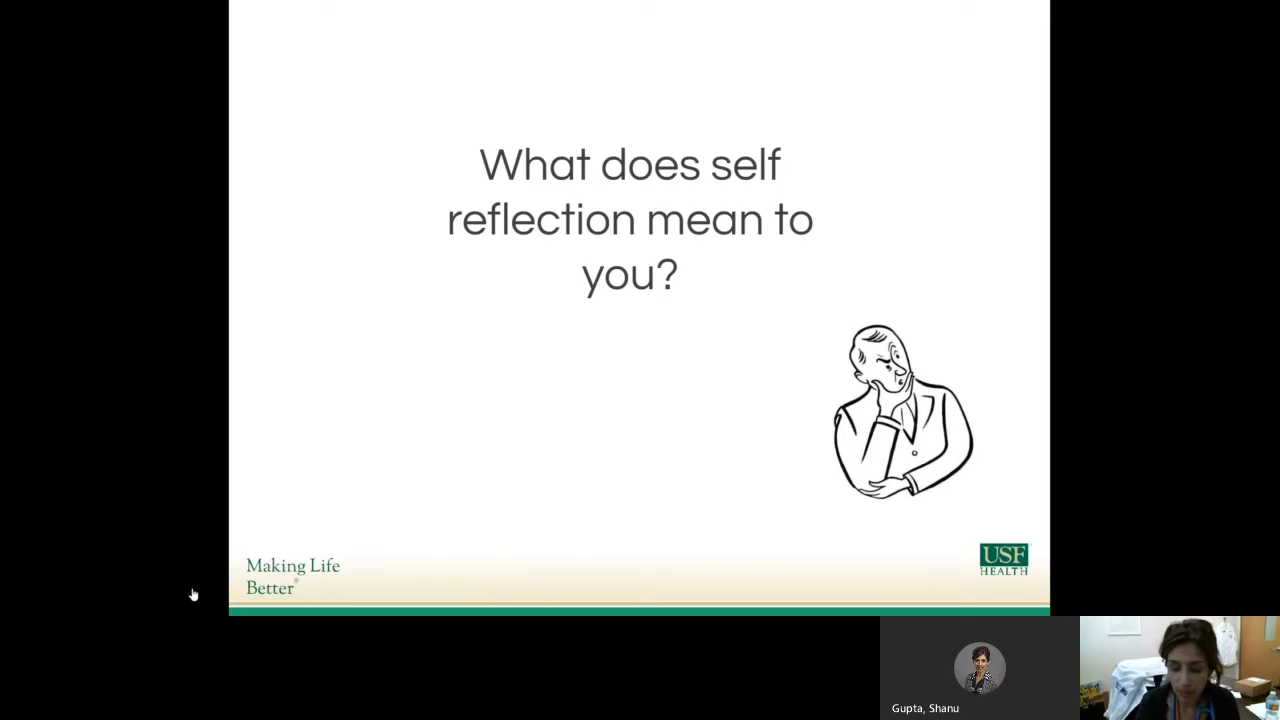 What does self
reflection mean to
you?
Making Life
Better®
USF
HEALTH
Gupta, Shanu